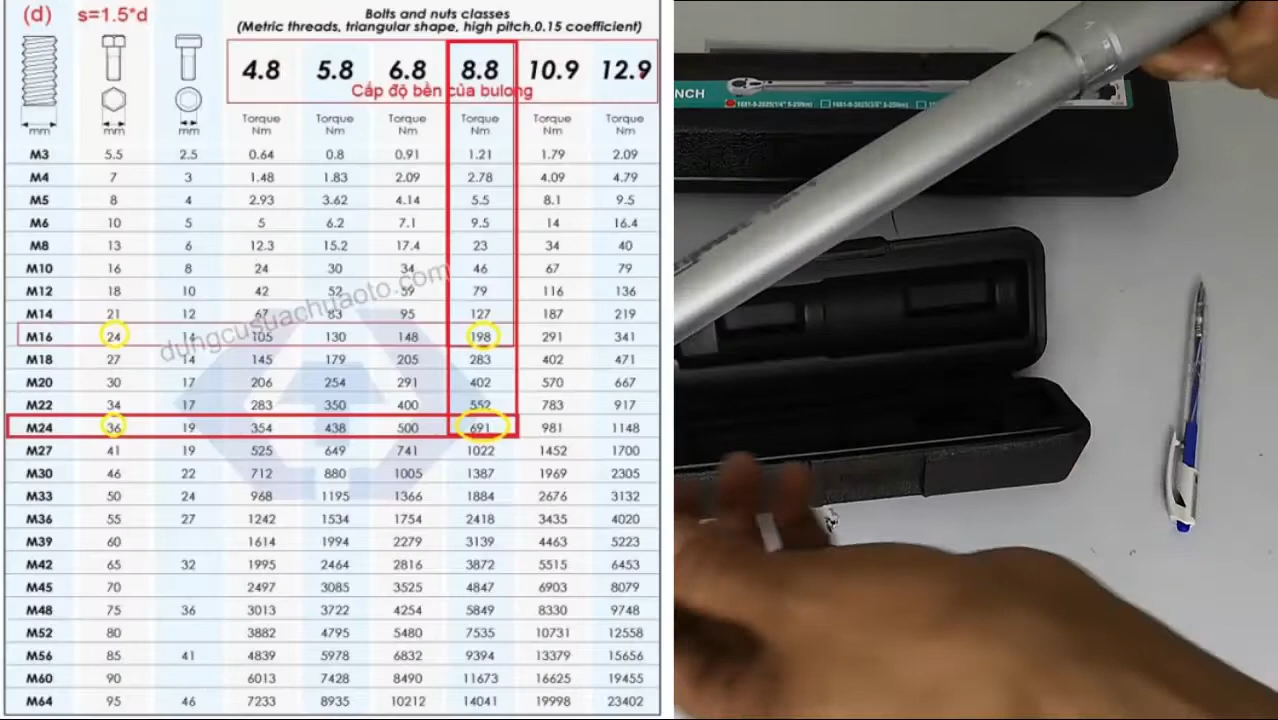 (d) s=1.5*d
Bolts and nuts classes
(Metric threads, triangular shape, high pitch,0.15 coefficient)
4.8 5.8 6.8 8.8 10.9 12.9
Cấp độ bền của bulong
mm mm mm
Torque Torque Torque Torque Torque Torque
Nm Nm Nm Nm Nm Nm
M3 5.5 2.5 0.64 0.8 0.91 1.21 1.79 2.09
M4 7 3 1.48 1.83 2.09 2.78 4.09 4.79
M5 8 4 2.93 3.62 4.14 5.5 8.1 9.5
M6 10 5 5 6.2 7.1 9.5 14 16.4
M8 13 6 12.3 15.2 17.4 23 34 40
M10 16 8 24 30 34 46 67 79
M12 18 10 42 52 59 79 116 136
M14 21 12 67 83 95 127 187 219
M16 24 14 105 130 148 198 291 341
M18 27 14 145 179 205 283 402 471
M20 30 17 206 254 291 402 570 667
M22 34 17 283 350 400 552 783 917
M24 36 19 354 438 500 691 981 1148
M27 41 19 525 649 741 1022 1452 1700
M30 46 22 712 880 1005 1387 1969 2305
M33 50 24 968 1195 1366 1884 2676 3132
M36 55 27 1242 1534 1754 2418 3435 4020
M39 60 1614 1994 2279 3139 4463 5223
M42 65 32 1995 2464 2816 3872 5515 6453
M45 70 2497 3085 3525 4847 6903 8079
M48 75 36 3013 3722 4254 5849 8330 9748
M52 80 3882 4795 5480 7535 10731 12558
M56 85 41 4839 5978 6832 9394 13379 15656
M60 90 6013 7428 8490 11673 16625 19455
M64 95 46 7233 8935 10212 14041 19998 23402
dungcusuachuaoto.com
NCH